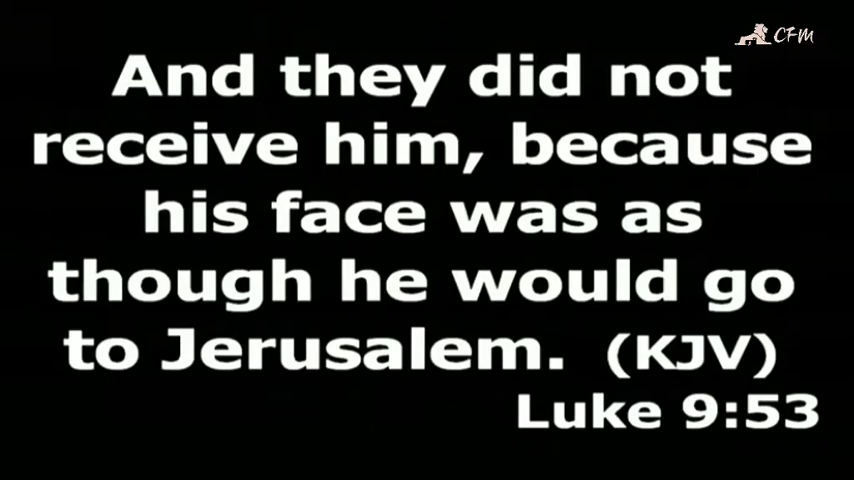 CFM
And they did not
receive him, because
his face was as
though he would go
to Jerusalem. (KJV)
Luke 9:53